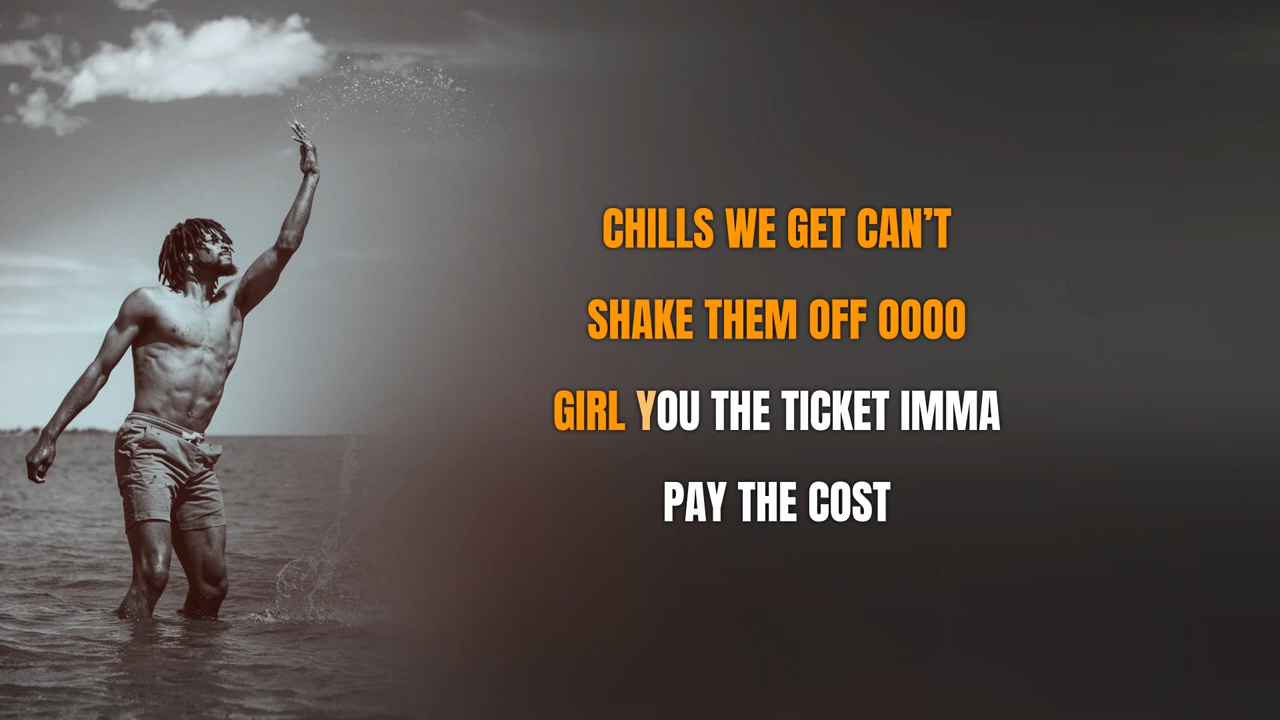 CHILLS WE GET CAN’T
SHAKE THEM OFF OOOO
GIRL YOU THE TICKET IMMA
PAY THE COST